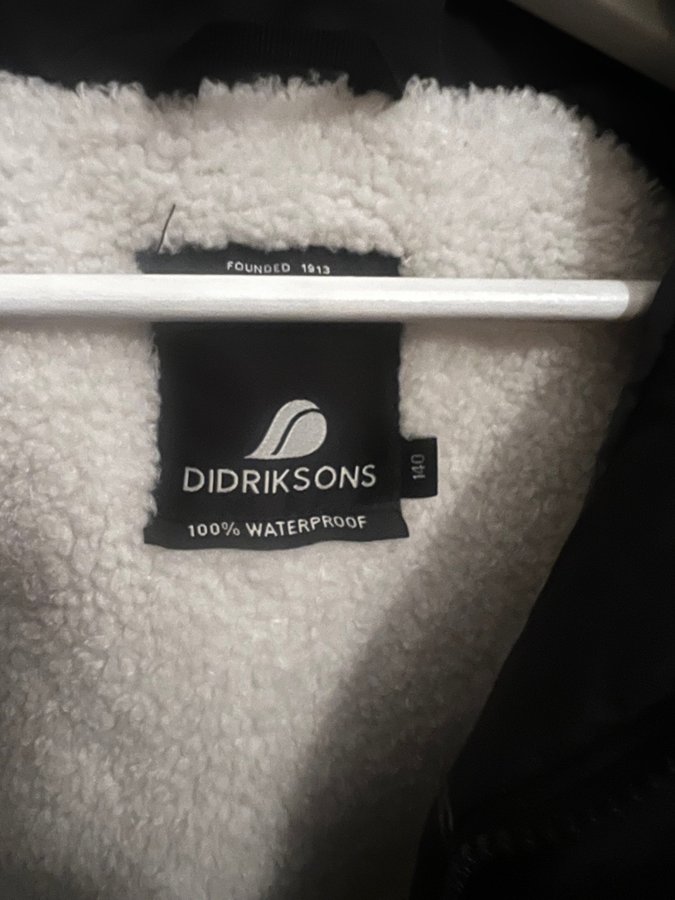 FOUNDED 1913
DIDRIKSONS
140
100% WATERPROOF